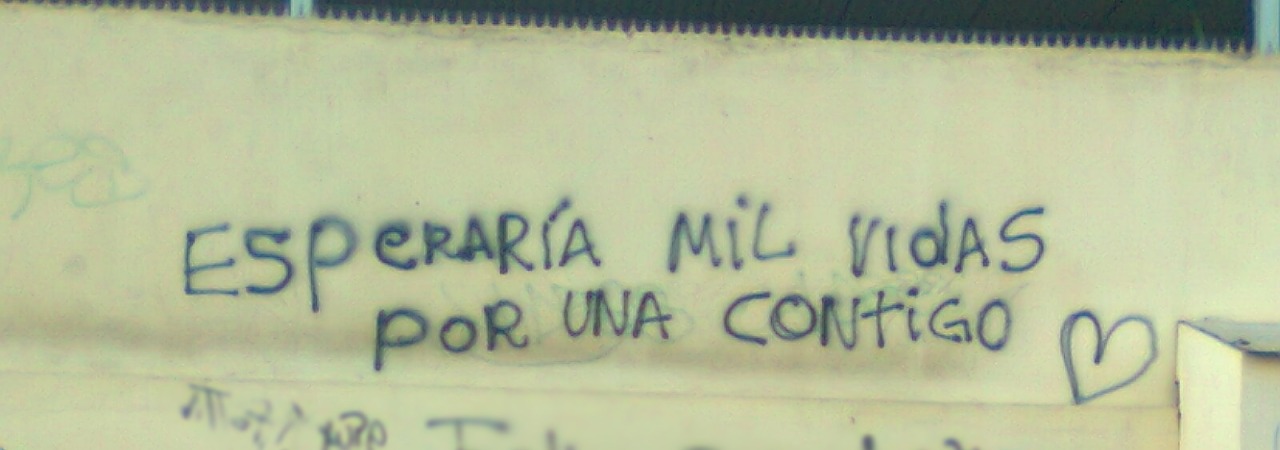 ESPERARÍA MIL VIDAS
POR UNA CONTIGO